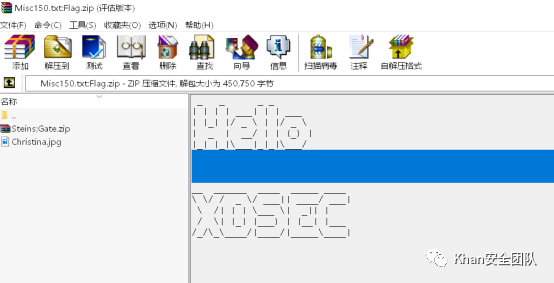 Misc150.txt:Flag.zip (评估版本)
文件(F) 命令(C) 工具(S) 收藏夹(O) 选项(N) 帮助(H)
添加 解压到 测试 查看 删除 查找 向导 信息 扫描病毒 注释 自解压格式
Misc150.txt:Flag.zip - ZIP 压缩文件, 解包大小为 450,750 字节
名称
..
Steins;Gate.zip
Christina.jpg
Hello
XDSEC
Khan安全团队